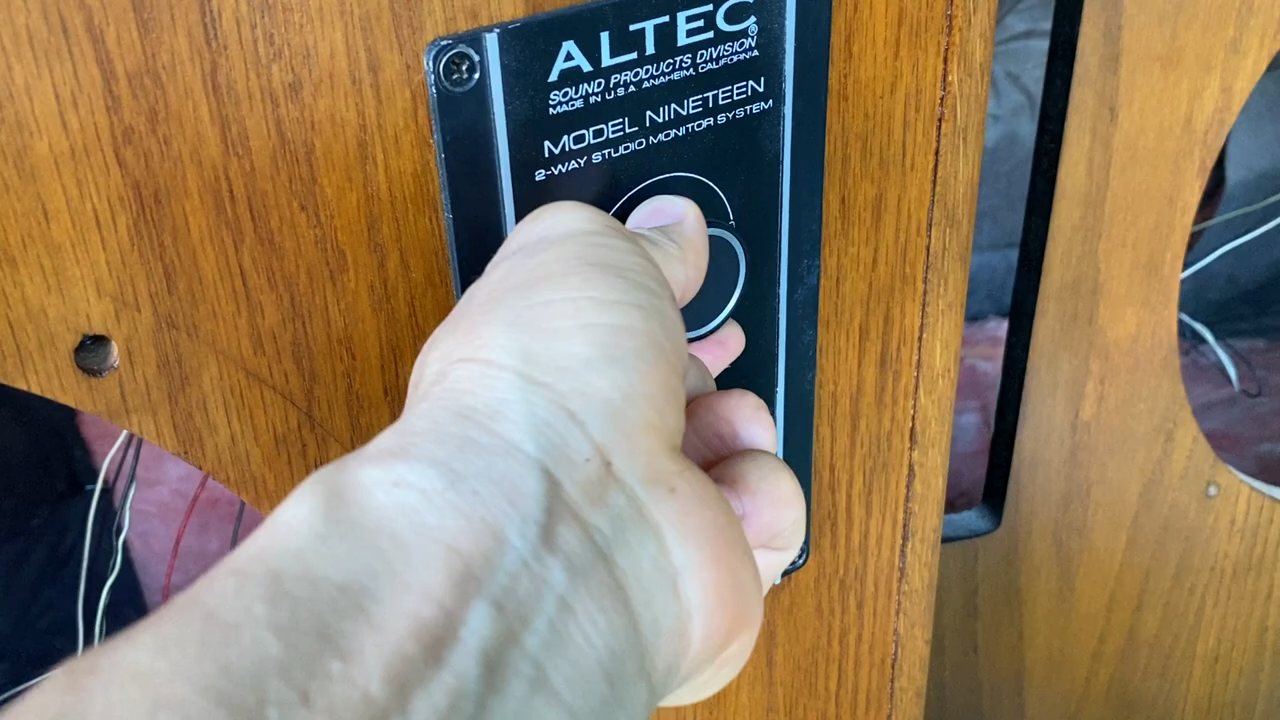 ALTEC®
SOUND PRODUCTS DIVISION
MADE IN U.S.A. ANAHEIM, CALIFORNIA
MODEL NINETEEN
2-WAY STUDIO MONITOR SYSTEM